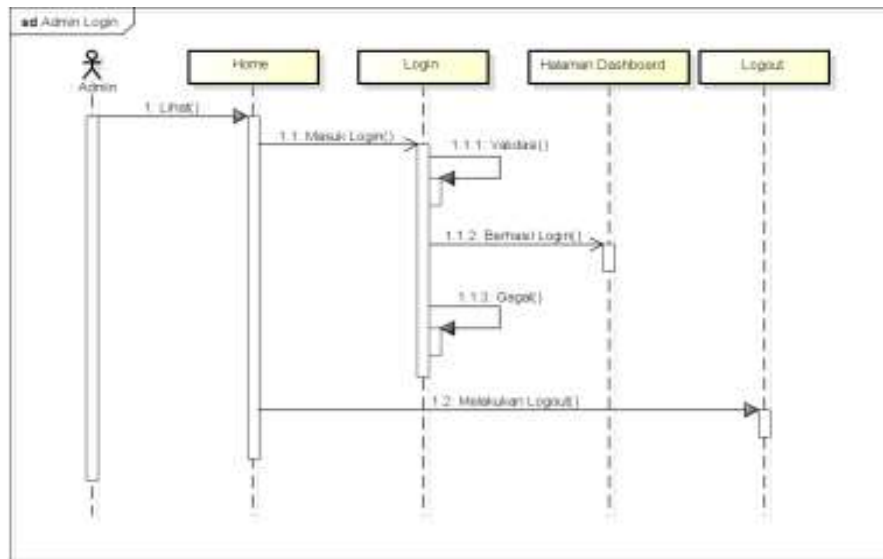 sd Admin Login
Home
Login
Halaman Dashboard
Logout
: Admin
1: Lihat()
1.1: Masuk Login()
1.1.1: Validasi()
1.1.2: Berhasil Login()
1.1.3: Gagal()
1.2: Melakukan Logout()